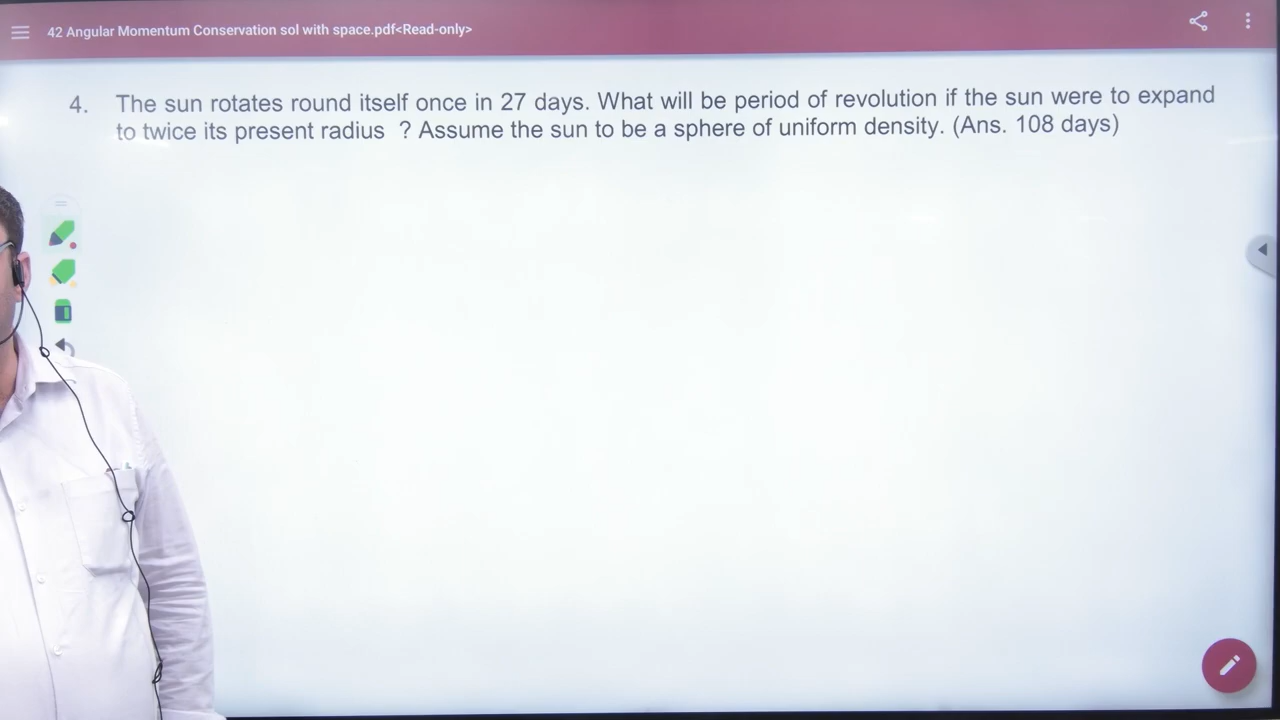 42 Angular Momentum Conservation sol with space.pdf<Read-only>
4. The sun rotates round itself once in 27 days. What will be period of revolution if the sun were to expand
to twice its present radius ? Assume the sun to be a sphere of uniform density. (Ans. 108 days)